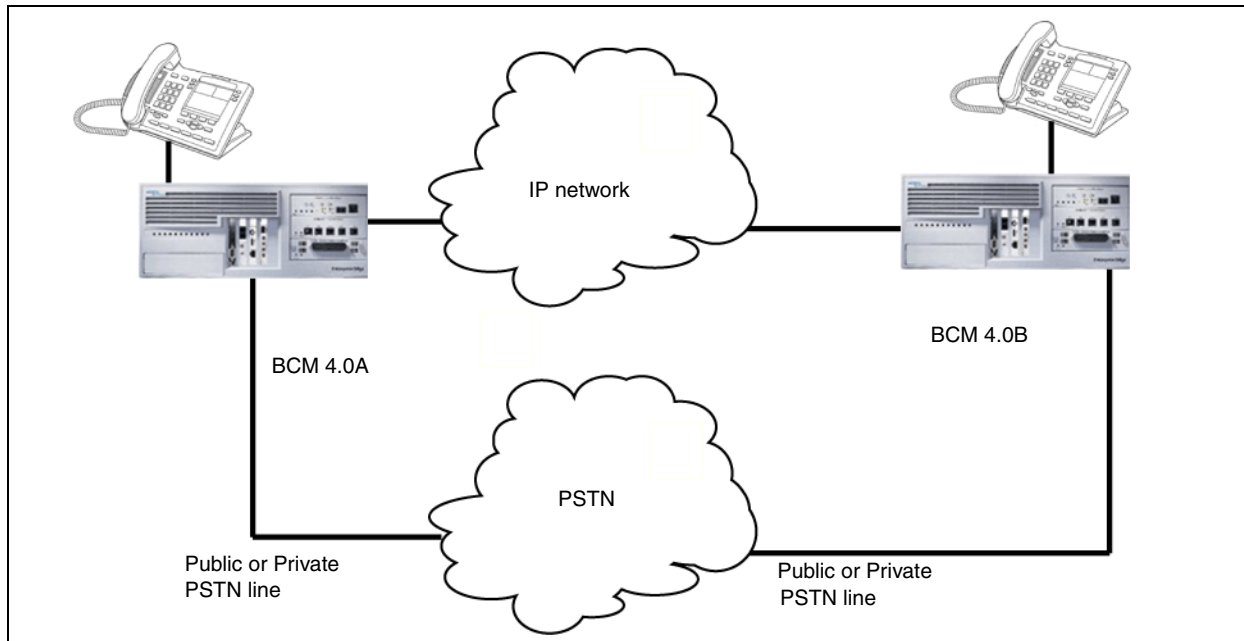 IP network
BCM 4.0A
BCM 4.0B
PSTN
Public or Private
PSTN line
Public or Private
PSTN line